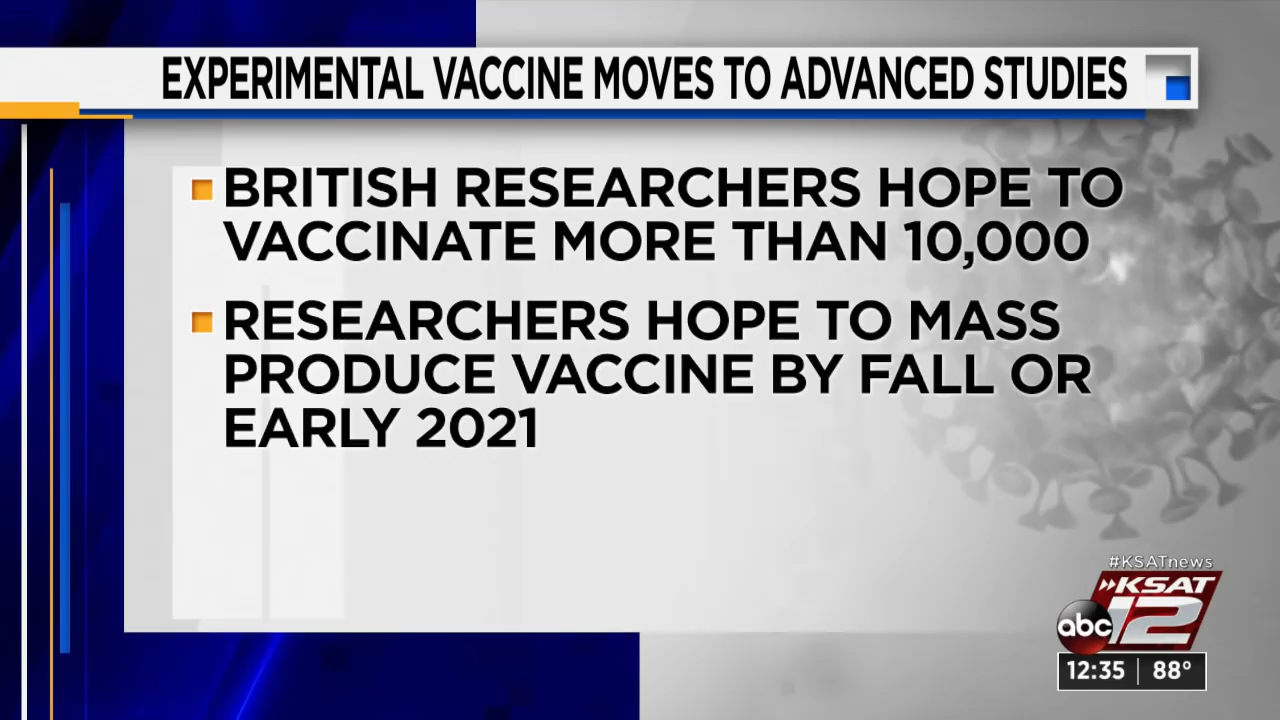 EXPERIMENTAL VACCINE MOVES TO ADVANCED STUDIES
BRITISH RESEARCHERS HOPE TO
VACCINATE MORE THAN 10,000
RESEARCHERS HOPE TO MASS
PRODUCE VACCINE BY FALL OR
EARLY 2021
#KSATnews
KSAT
abc 12
12:35 88°